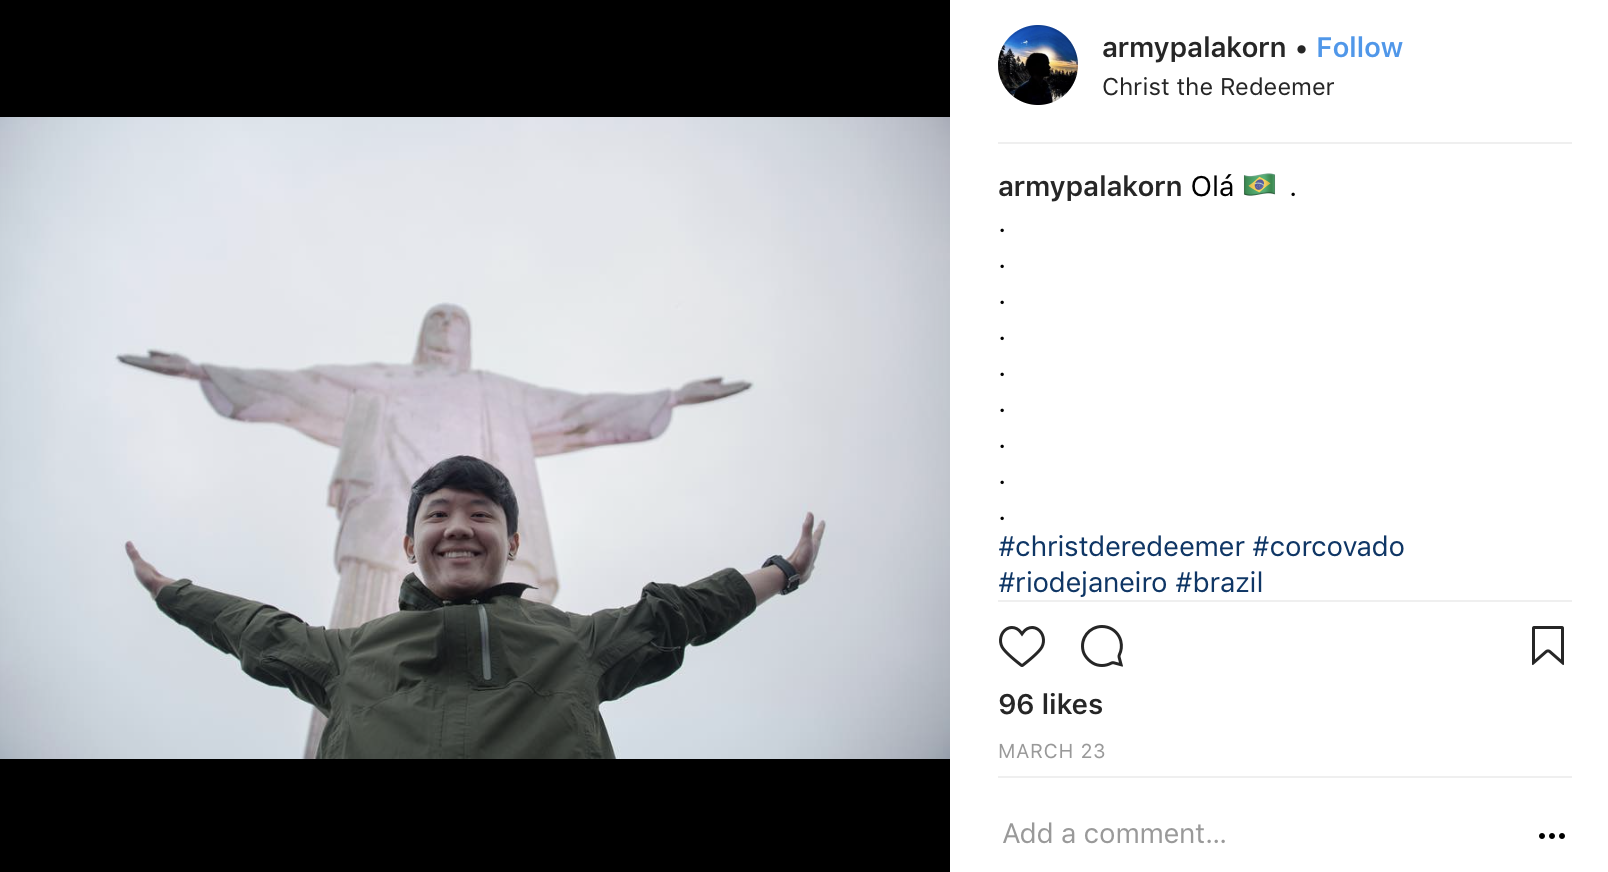 armypalakorn • Follow
Christ the Redeemer
armypalakorn Olá 🇧🇷 .
.
.
.
.
.
.
.
.
.
#christderedeemer #corcovado
#riodejaneiro #brazil
96 likes
MARCH 23
Add a comment...